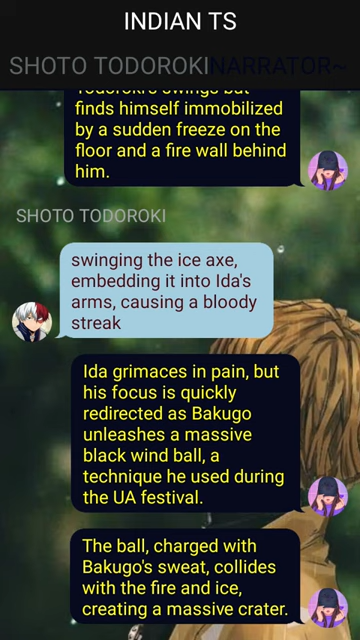 INDIAN TS
SHOTO TODOROKI NARRATOR~
Todoroki's swings but
finds himself immobilized
by a sudden freeze on the
floor and a fire wall behind
him.
SHOTO TODOROKI
swinging the ice axe,
embedding it into Ida's
arms, causing a bloody
streak
Ida grimaces in pain, but
his focus is quickly
redirected as Bakugo
unleashes a massive
black wind ball, a
technique he used during
the UA festival.
The ball, charged with
Bakugo's sweat, collides
with the fire and ice,
creating a massive crater.